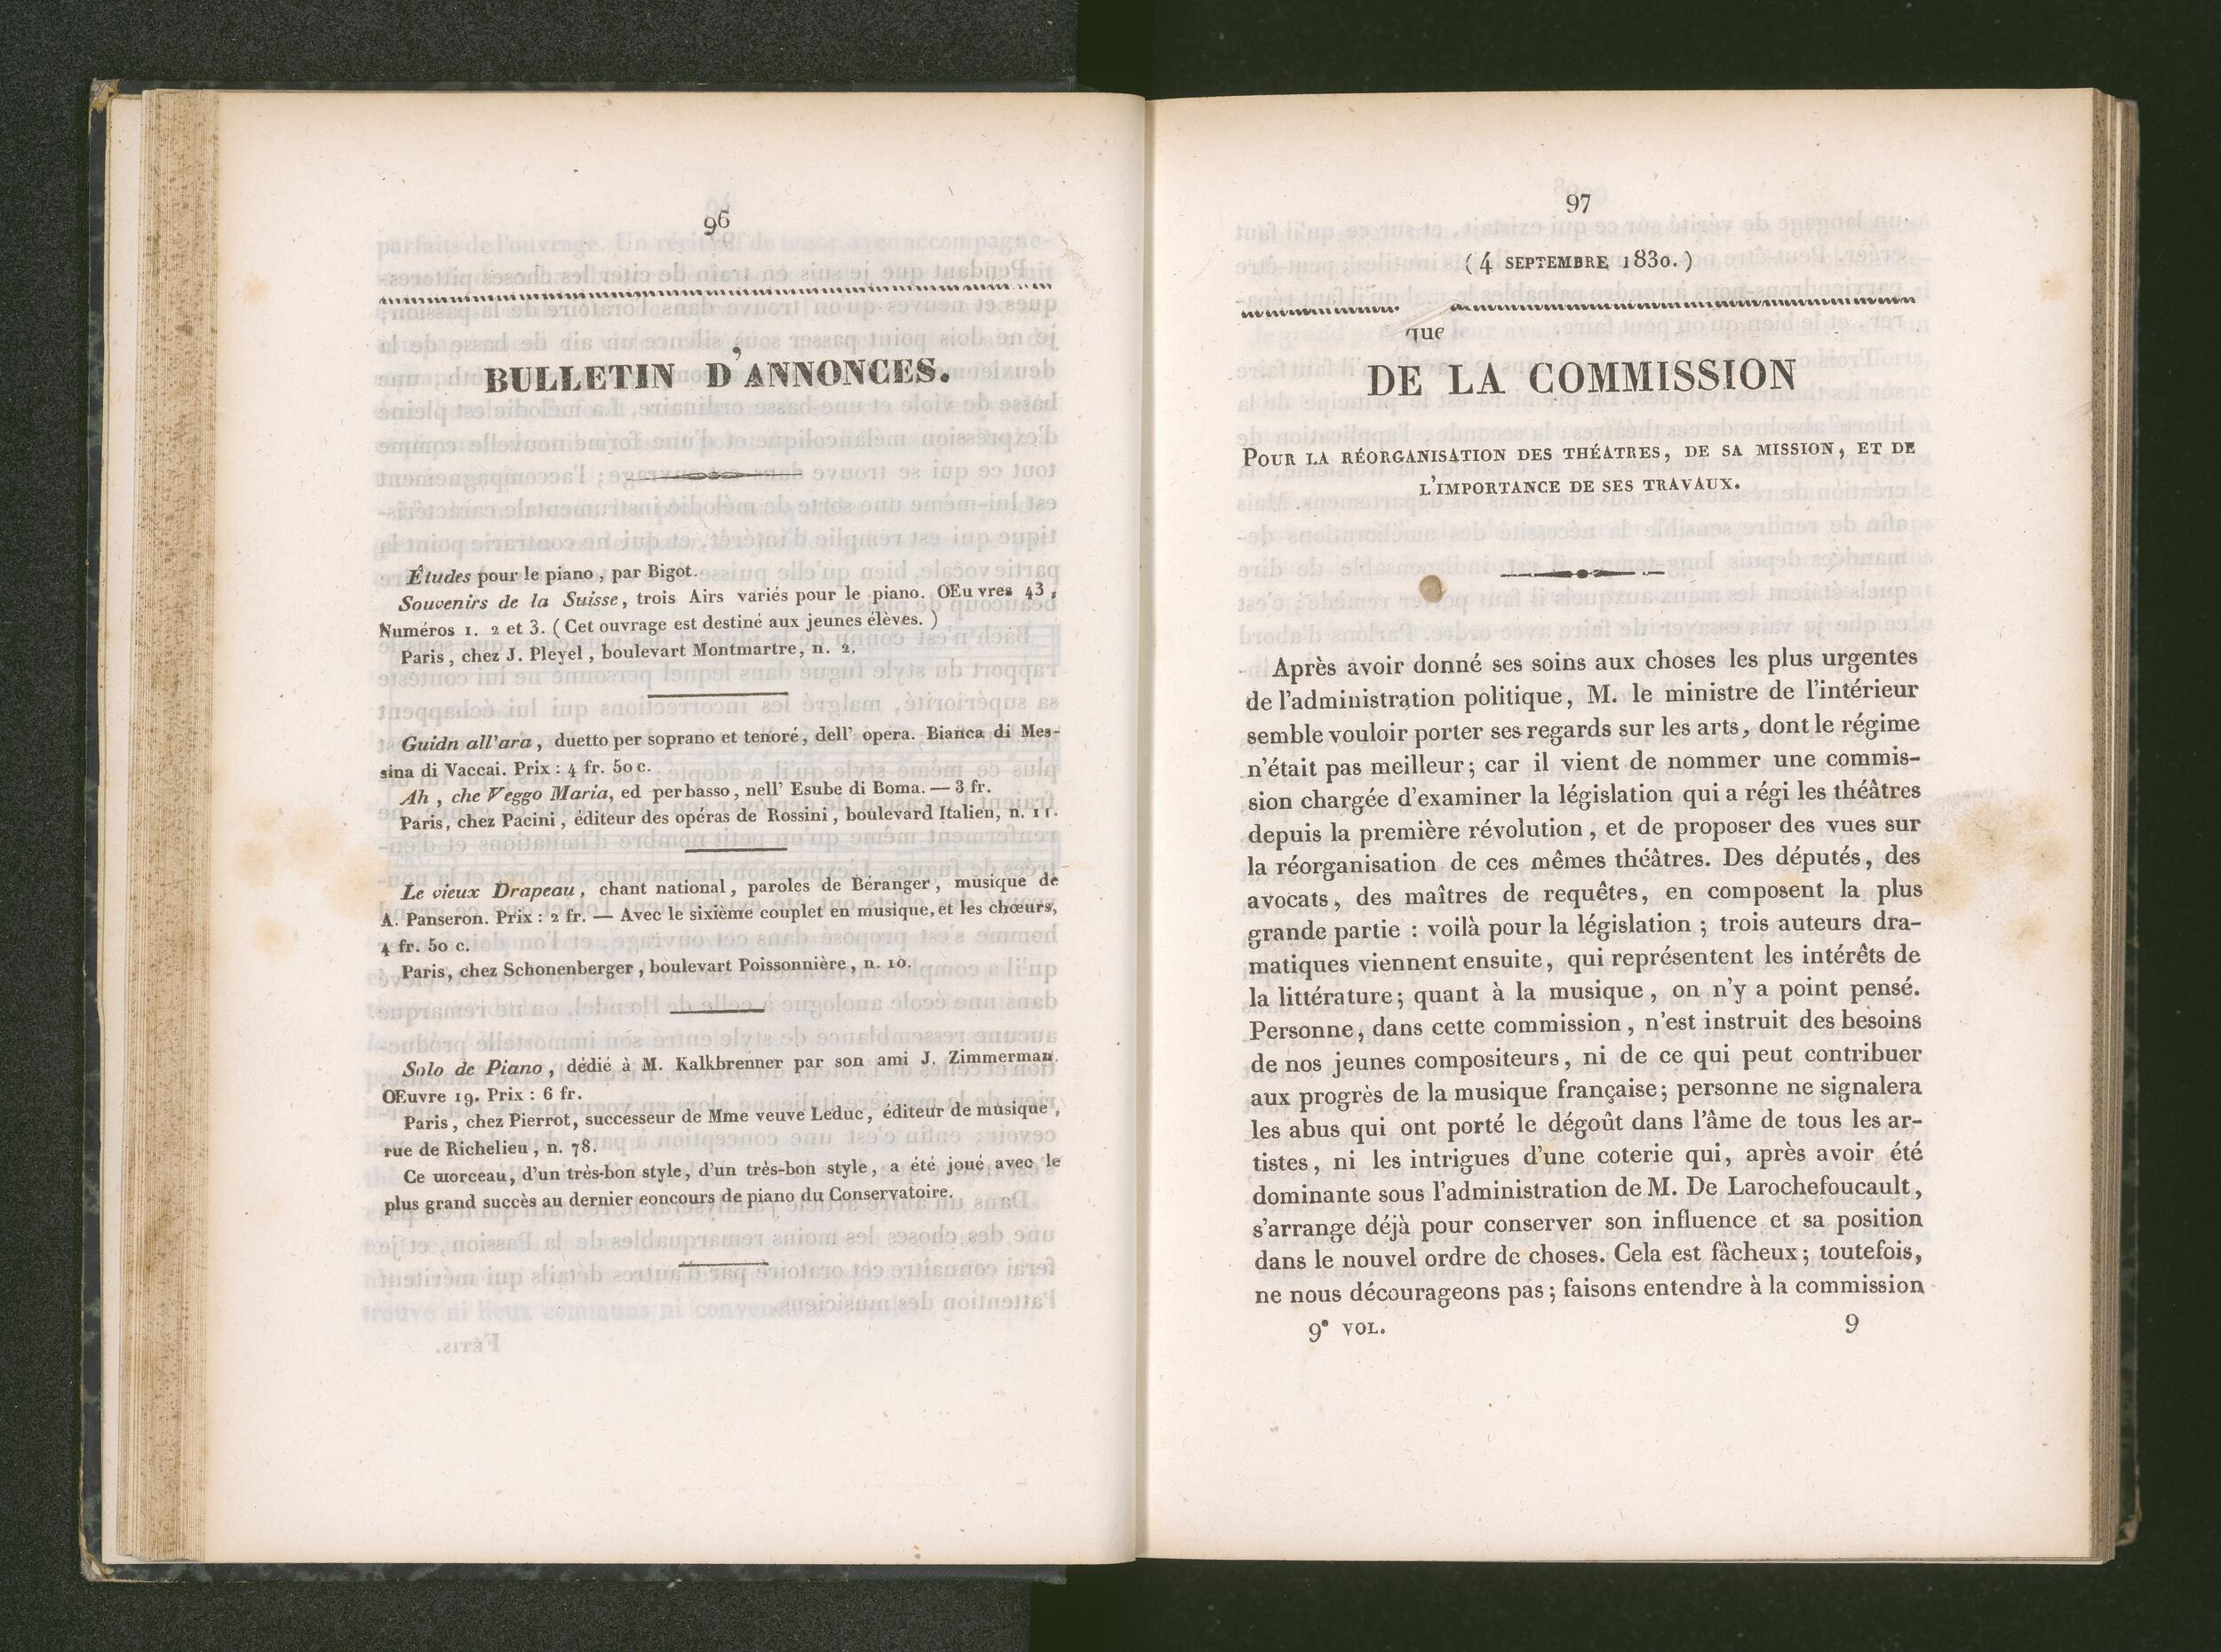 96
BULLETIN D'ANNONCES.
Études pour le piano, par Bigot.
Souvenirs de la Suisse, trois Airs variés pour le piano. OEuvres 43,
Numéros 1. 2 et 3. (Cet ouvrage est destiné aux jeunes élèves.)
Paris, chez J. Pleyel, boulevart Montmartre, n. 2.
Guidn all'ara, duetto per soprano et tenoré, dell' opera. Bianca di Mes-
sina di Vaccai. Prix : 4 fr. 50 c.
Ah, che Veggo Maria, ed per basso, nell' Esube di Boma. — 3 fr.
Paris, chez Pacini, éditeur des opéras de Rossini, boulevard Italien, n. 11.
Le vieux Drapeau, chant national, paroles de Béranger, musique de
A. Panseron. Prix : 2 fr. — Avec le sixième couplet en musique, et les chœurs,
4 fr. 50 c.
Paris, chez Schonenberger, boulevart Poissonnière, n. 10.
Solo de Piano, dédié à M. Kalkbrenner par son ami J. Zimmerman.
OEuvre 19. Prix : 6 fr.
Paris, chez Pierrot, successeur de Mme veuve Leduc, éditeur de musique,
rue de Richelieu, n. 78.
Ce morceau, d'un très-bon style, d'un très-bon style, a été joué avec le
plus grand succès au dernier eoncours de piano du Conservatoire.
97
(4 SEPTEMBRE 1830.)
que
DE LA COMMISSION
POUR LA RÉORGANISATION DES THÉATRES, DE SA MISSION, ET DE
L'IMPORTANCE DE SES TRAVAUX.
Après avoir donné ses soins aux choses les plus urgentes
de l'administration politique, M. le ministre de l'intérieur
semble vouloir porter ses regards sur les arts, dont le régime
n'était pas meilleur; car il vient de nommer une commis-
sion chargée d'examiner la législation qui a régi les théâtres
depuis la première révolution, et de proposer des vues sur
la réorganisation de ces mêmes théâtres. Des députés, des
avocats, des maîtres de requêtes, en composent la plus
grande partie : voilà pour la législation ; trois auteurs dra-
matiques viennent ensuite, qui représentent les intérêts de
la littérature; quant à la musique, on n'y a point pensé.
Personne, dans cette commission, n'est instruit des besoins
de nos jeunes compositeurs, ni de ce qui peut contribuer
aux progrès de la musique française; personne ne signalera
les abus qui ont porté le dégoût dans l'âme de tous les ar-
tistes, ni les intrigues d'une coterie qui, après avoir été
dominante sous l'administration de M. De Larochefoucault,
s'arrange déjà pour conserver son influence et sa position
dans le nouvel ordre de choses. Cela est fâcheux; toutefois,
ne nous décourageons pas; faisons entendre à la commission
9e VOL. 9